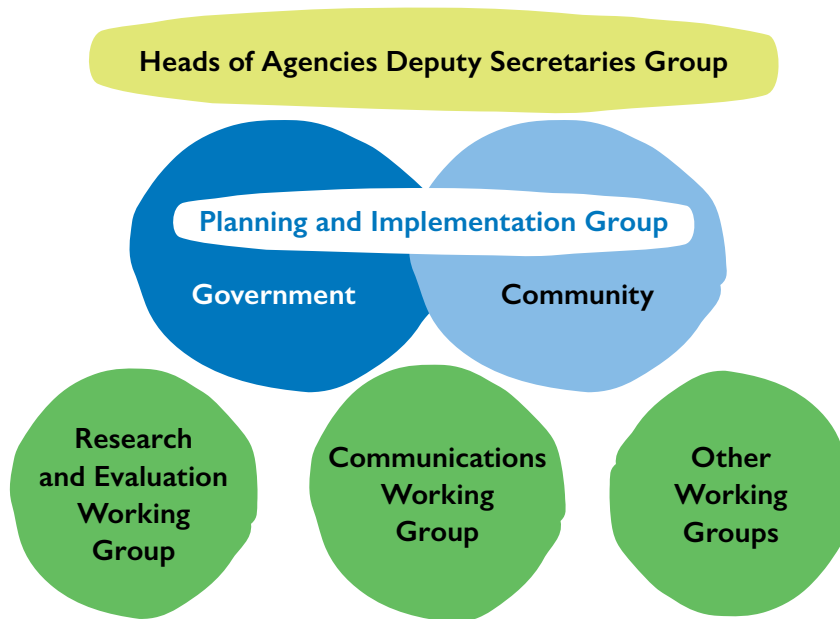 Heads of Agencies Deputy Secretaries Group
Planning and Implementation Group
Government
Community
Research
and Evaluation
Working
Group
Communications
Working
Group
Other
Working
Groups